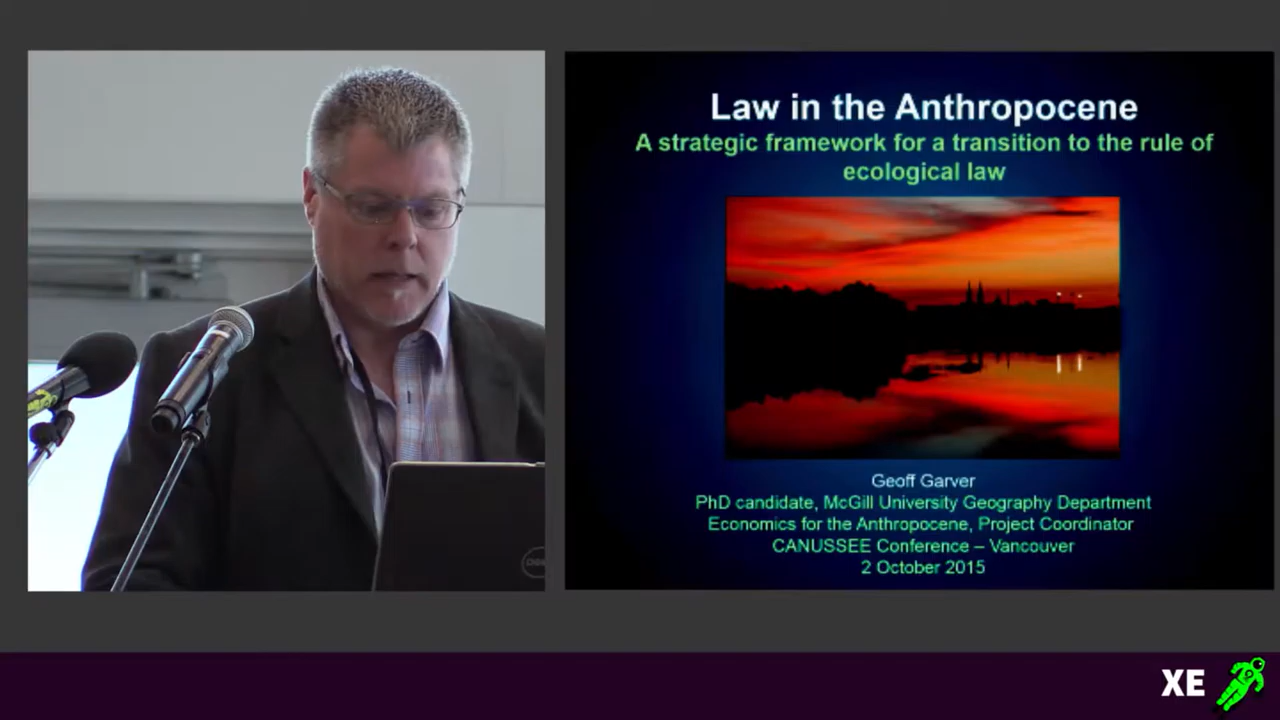 Law in the Anthropocene
A strategic framework for a transition to the rule of
ecological law
Geoff Garver
PhD candidate, McGill University Geography Department
Economics for the Anthropocene, Project Coordinator
CANUSSEE Conference – Vancouver
2 October 2015
DELL
XE